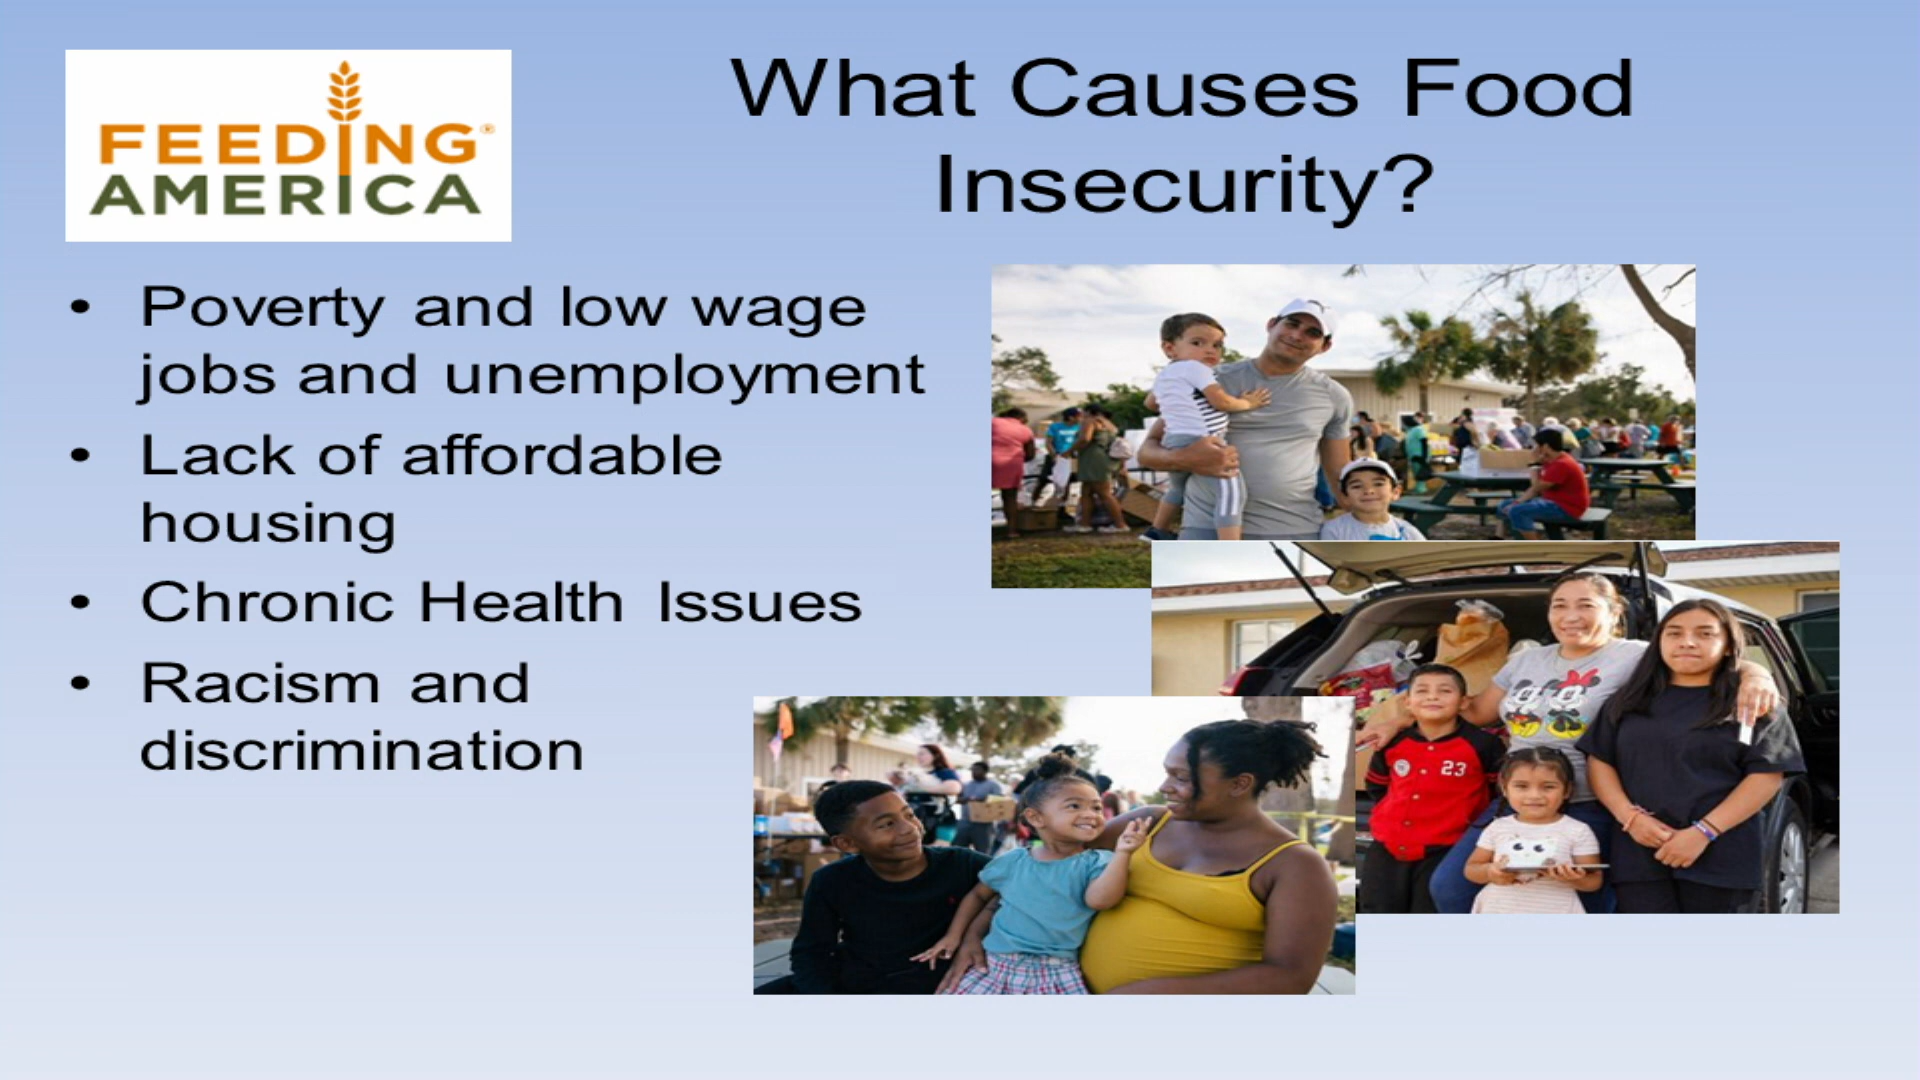 FEEDING®
AMERICA
What Causes Food
Insecurity?
• Poverty and low wage
jobs and unemployment
• Lack of affordable
housing
• Chronic Health Issues
• Racism and
discrimination
23